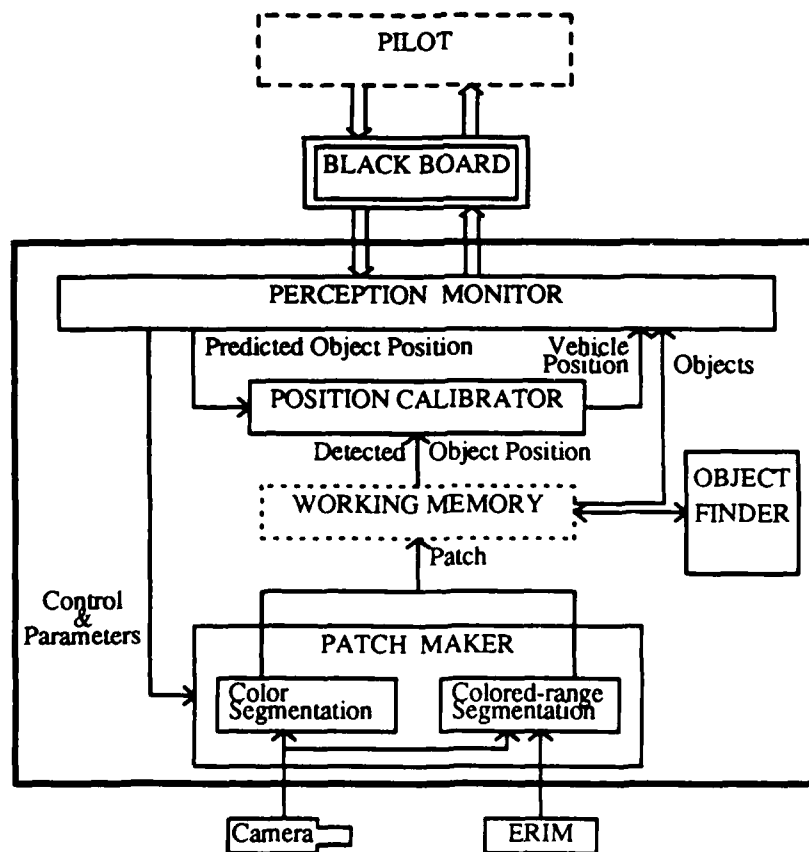 PILOT
BLACK BOARD
PERCEPTION MONITOR
Predicted Object Position
Vehicle
Position
Objects
POSITION CALIBRATOR
Detected Object Position
WORKING MEMORY
OBJECT
FINDER
Patch
Control
&
Parameters
PATCH MAKER
Color
Segmentation
Colored-range
Segmentation
Camera
ERIM